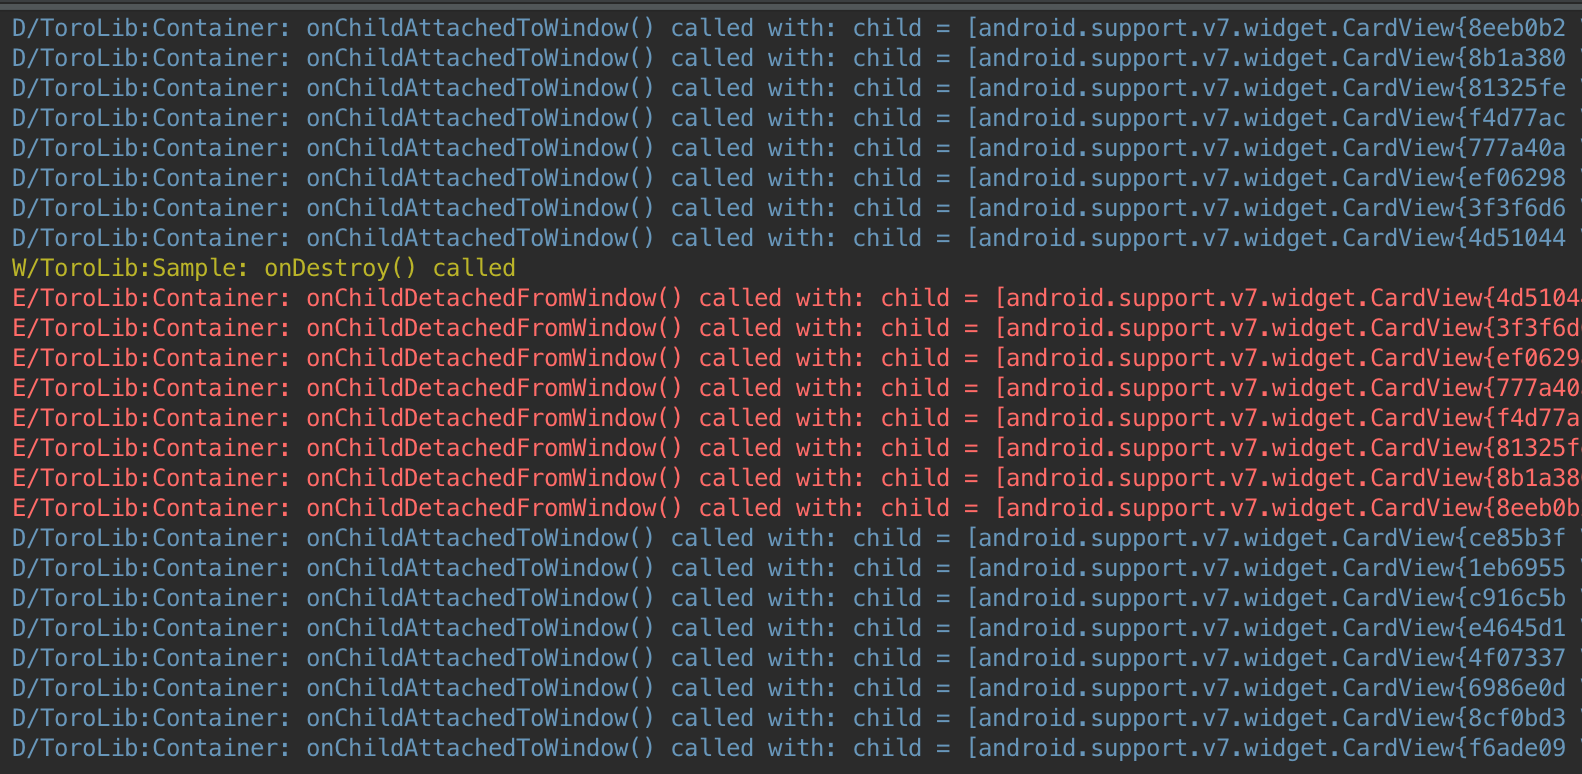 D/ToroLib:Container: onChildAttachedToWindow() called with: child = [android.support.v7.widget.CardView{8eeb0b2
D/ToroLib:Container: onChildAttachedToWindow() called with: child = [android.support.v7.widget.CardView{8b1a380
D/ToroLib:Container: onChildAttachedToWindow() called with: child = [android.support.v7.widget.CardView{81325fe
D/ToroLib:Container: onChildAttachedToWindow() called with: child = [android.support.v7.widget.CardView{f4d77ac
D/ToroLib:Container: onChildAttachedToWindow() called with: child = [android.support.v7.widget.CardView{777a40a
D/ToroLib:Container: onChildAttachedToWindow() called with: child = [android.support.v7.widget.CardView{ef06298
D/ToroLib:Container: onChildAttachedToWindow() called with: child = [android.support.v7.widget.CardView{3f3f6d6
D/ToroLib:Container: onChildAttachedToWindow() called with: child = [android.support.v7.widget.CardView{4d51044
W/ToroLib:Sample: onDestroy() called
E/ToroLib:Container: onChildDetachedFromWindow() called with: child = [android.support.v7.widget.CardView{4d5104
E/ToroLib:Container: onChildDetachedFromWindow() called with: child = [android.support.v7.widget.CardView{3f3f6d
E/ToroLib:Container: onChildDetachedFromWindow() called with: child = [android.support.v7.widget.CardView{ef0629
E/ToroLib:Container: onChildDetachedFromWindow() called with: child = [android.support.v7.widget.CardView{777a40
E/ToroLib:Container: onChildDetachedFromWindow() called with: child = [android.support.v7.widget.CardView{f4d77a
E/ToroLib:Container: onChildDetachedFromWindow() called with: child = [android.support.v7.widget.CardView{81325f
E/ToroLib:Container: onChildDetachedFromWindow() called with: child = [android.support.v7.widget.CardView{8b1a38
E/ToroLib:Container: onChildDetachedFromWindow() called with: child = [android.support.v7.widget.CardView{8eeb0b
D/ToroLib:Container: onChildAttachedToWindow() called with: child = [android.support.v7.widget.CardView{ce85b3f
D/ToroLib:Container: onChildAttachedToWindow() called with: child = [android.support.v7.widget.CardView{1eb6955
D/ToroLib:Container: onChildAttachedToWindow() called with: child = [android.support.v7.widget.CardView{c916c5b
D/ToroLib:Container: onChildAttachedToWindow() called with: child = [android.support.v7.widget.CardView{e4645d1
D/ToroLib:Container: onChildAttachedToWindow() called with: child = [android.support.v7.widget.CardView{4f07337
D/ToroLib:Container: onChildAttachedToWindow() called with: child = [android.support.v7.widget.CardView{6986e0d
D/ToroLib:Container: onChildAttachedToWindow() called with: child = [android.support.v7.widget.CardView{8cf0bd3
D/ToroLib:Container: onChildAttachedToWindow() called with: child = [android.support.v7.widget.CardView{f6ade09